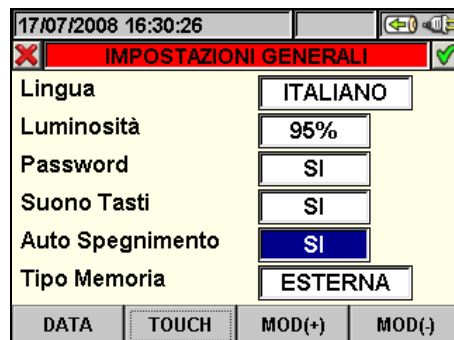 17/07/2008 16:30:26
IMPOSTAZIONI GENERALI
Lingua ITALIANO
Luminosità 95%
Password SI
Suono Tasti SI
Auto Spegnimento SI
Tipo Memoria ESTERNA
DATA TOUCH MOD(+) MOD(-)